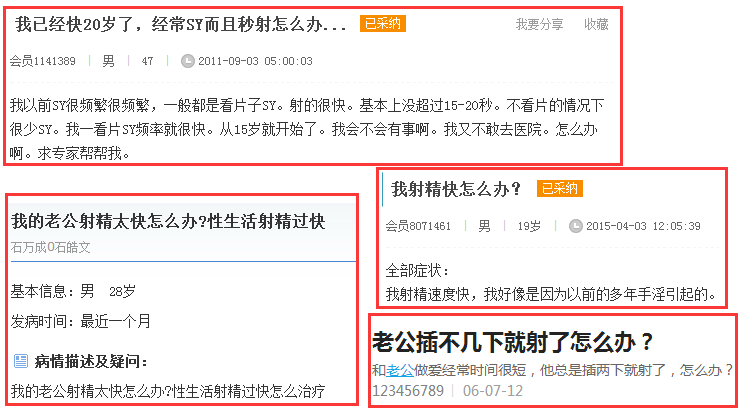 我已经快20岁了，经常SY而且秒射怎么办... 已采纳 我要分享 收藏
会员1141389 | 男 | 47 | 2011-09-03 05:00:03
我以前SY很频繁很频繁，一般都是看片子SY。射的很快。基本上没超过15-20秒。不看片的情况下
很少SY。我一看片SY频率就很快。从15岁就开始了。我会不会有事啊。我又不敢去医院。怎么办
啊。求专家帮帮我。
我射精快怎么办？ 已采纳
会员8071461 | 男 | 19岁 | 2015-04-03 12:05:39
全部症状：
我射精速度快，我好像是因为以前的多年手淫引起的。
我的老公射精太快怎么办?性生活射精过快
石万成0石皓文
基本信息：男 28岁
发病时间：最近一个月
病情描述及疑问：
我的老公射精太快怎么办?性生活射精过快怎么治疗
老公插不几下就射了怎么办？
和老公做爱经常时间很短，他总是插两下就射了，怎么办？
123456789 | 06-07-12